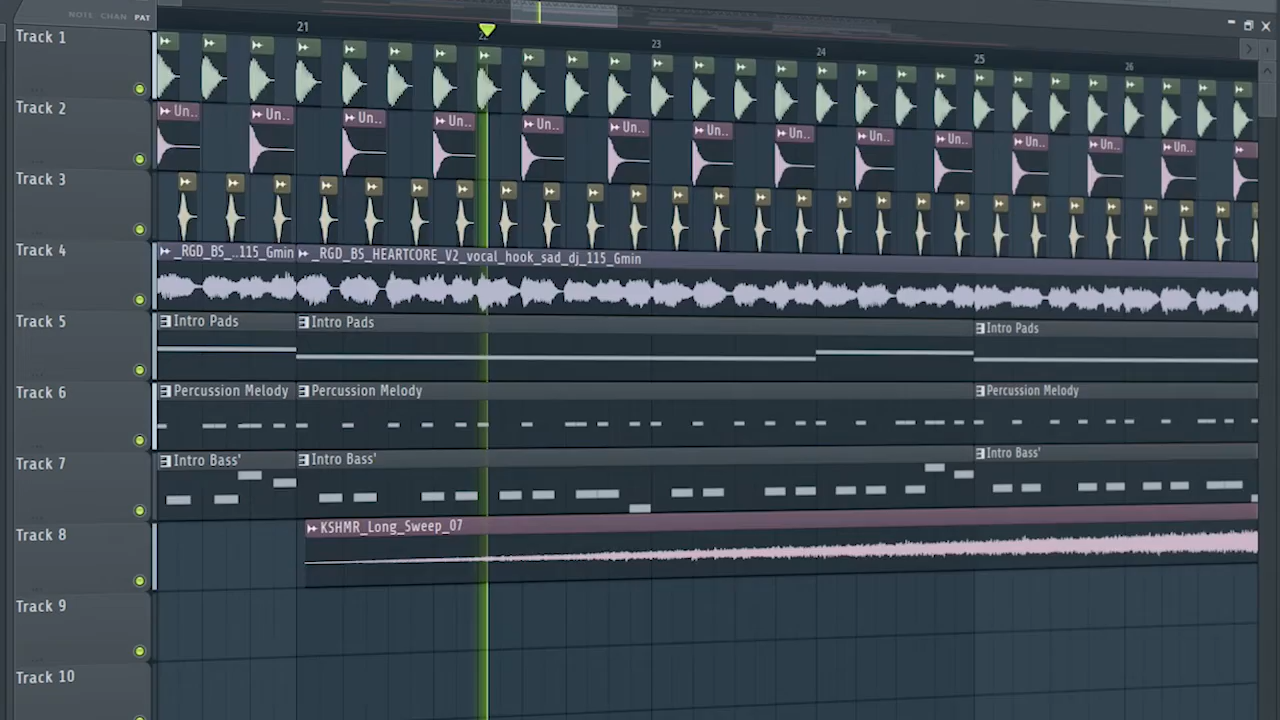 NOTE CHAN PAT
21 22 23 24 25 26
Track 1
Track 2
Un.. Un.. Un.. Un.. Un.. Un.. Un.. Un.. Un.. Un.. Un.. Un.. Un..
Track 3
Track 4
_RGD_BS_..115_Gmin _RGD_BS_HEARTCORE_V2_vocal_hook_sad_dj_115_Gmin
Track 5
Intro Pads Intro Pads Intro Pads
Track 6
Percussion Melody Percussion Melody Percussion Melody
Track 7
Intro Bass' Intro Bass' Intro Bass'
Track 8
KSHMR_Long_Sweep_07
Track 9
Track 10